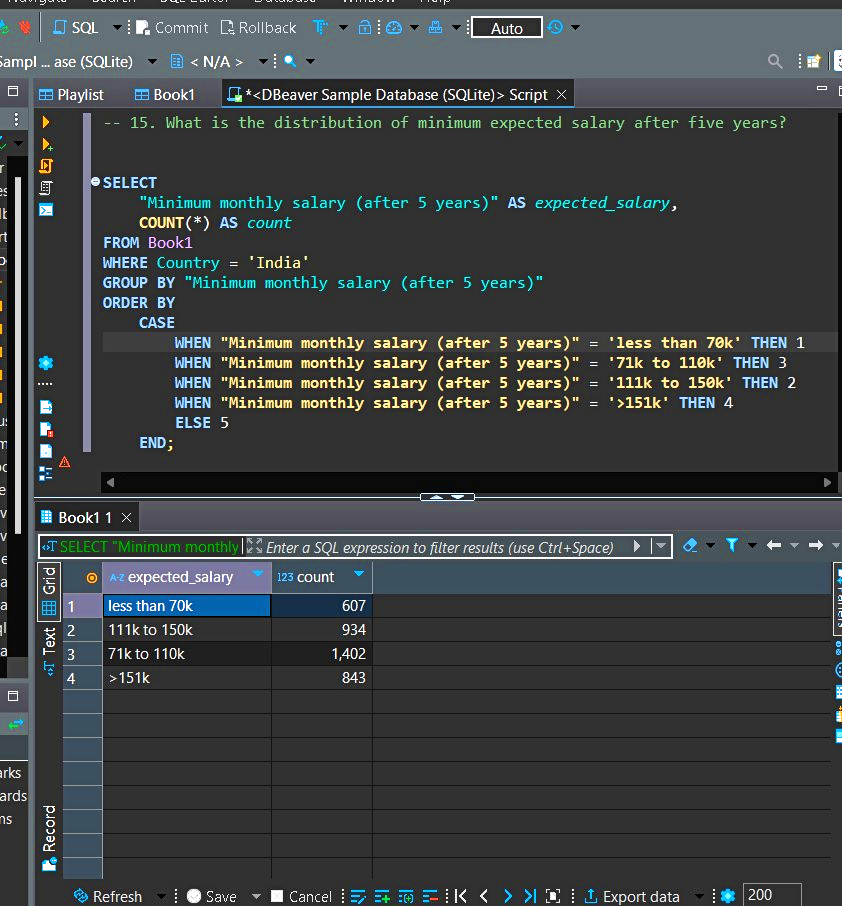 SQL Commit Rollback Auto
Sampl ... ase (SQLite) < N/A >
Playlist Book1 *<DBeaver Sample Database (SQLite)> Script
-- 15. What is the distribution of minimum expected salary after five years?
SELECT
"Minimum monthly salary (after 5 years)" AS expected_salary,
COUNT(*) AS count
FROM Book1
WHERE Country = 'India'
GROUP BY "Minimum monthly salary (after 5 years)"
ORDER BY
CASE
WHEN "Minimum monthly salary (after 5 years)" = 'less than 70k' THEN 1
WHEN "Minimum monthly salary (after 5 years)" = '71k to 110k' THEN 3
WHEN "Minimum monthly salary (after 5 years)" = '111k to 150k' THEN 2
WHEN "Minimum monthly salary (after 5 years)" = '>151k' THEN 4
ELSE 5
END;
Book1 1
SELECT "Minimum monthly Enter a SQL expression to filter results (use Ctrl+Space)
Grid
Text
Record
A-Z expected_salary 123 count
1 less than 70k 607
2 111k to 150k 934
3 71k to 110k 1,402
4 >151k 843
Refresh Save Cancel Export data 200